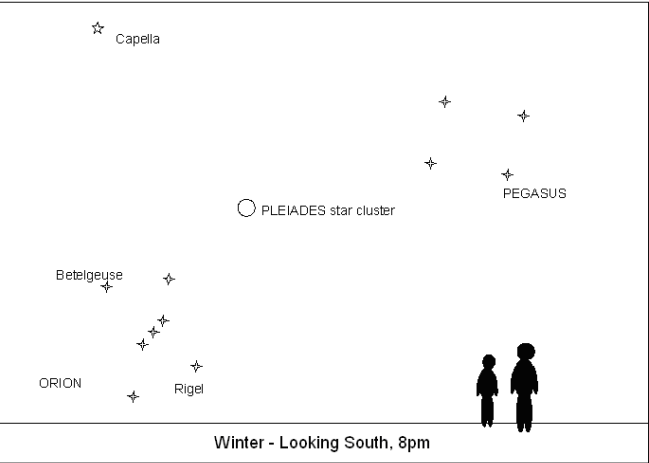 Capella
PEGASUS
PLEIADES star cluster
Betelgeuse
ORION
Rigel
Winter - Looking South, 8pm